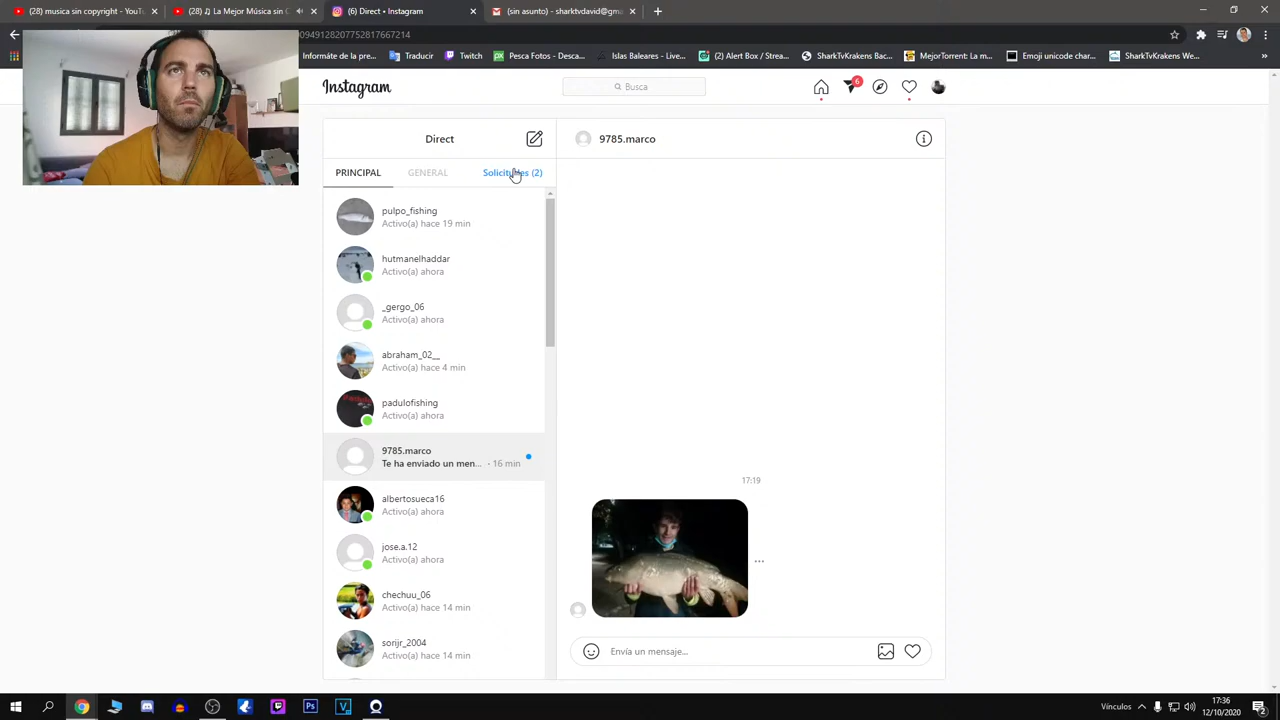 (28) musica sin copyright - YouTu
(28) La Mejor Música sin C
(6) Direct • Instagram
(sin asunto) - sharktvdavid@gm
009491282077528176672​14
Infórmate de la prop...
Traducir
Twitch
Pesca Fotos - Desca...
Islas Baleares - Live...
(2) Alert Box / Strea...
SharkTvKrakens Bac...
MejorTorrent: La m...
Emoji unicode char...
SharkTvKrakens We...
Instagram
Busca
6
Direct
9785.marco
PRINCIPAL
GENERAL
Solicitudes (2)
pulpo_fishing
Activo(a) hace 19 min
hutmanelhaddar
Activo(a) ahora
_gergo_06
Activo(a) ahora
abraham_02__
Activo(a) hace 4 min
padulofishing
Activo(a) ahora
9785.marco
Te ha enviado un men... · 16 min
albertosueca16
Activo(a) ahora
jose.a.12
Activo(a) ahora
chechuu_06
Activo(a) hace 14 min
sorijr_2004
Activo(a) hace 14 min
17:19
Envía un mensaje...
Vínculos
17:36
12/10/2020
2